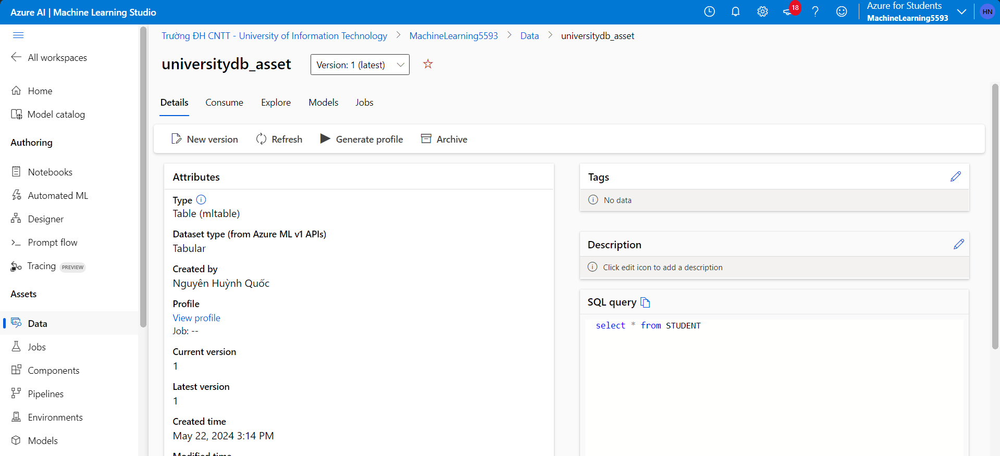 Azure AI | Machine Learning Studio
18
Azure for Students
MachineLearning5593
HN
All workspaces
Home
Model catalog
Authoring
Notebooks
Automated ML
Designer
Prompt flow
Tracing PREVIEW
Assets
Data
Jobs
Components
Pipelines
Environments
Models
Trường ĐH CNTT - University of Information Technology > MachineLearning5593 > Data > universitydb_asset
universitydb_asset
Version: 1 (latest)
Details Consume Explore Models Jobs
New version Refresh Generate profile Archive
Attributes
Type
Table (mltable)
Dataset type (from Azure ML v1 APIs)
Tabular
Created by
Nguyên Huỳnh Quốc
Profile
View profile
Job: --
Current version
1
Latest version
1
Created time
May 22, 2024 3:14 PM
Modified time
Tags
No data
Description
Click edit icon to add a description
SQL query
select * from STUDENT